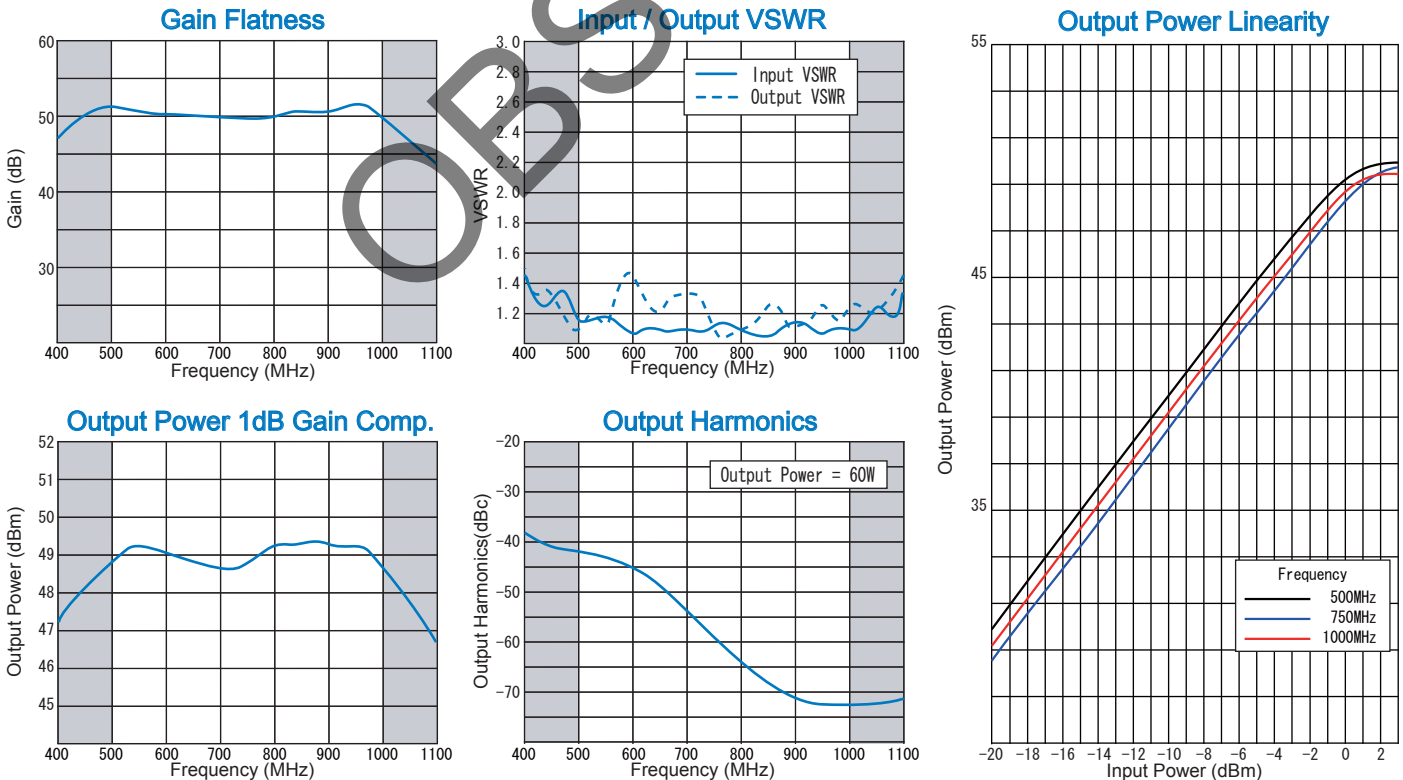 Gain Flatness
60
50
40
30
Gain (dB)
400 500 600 700 800 900 1000 1100
Frequency (MHz)
Input / Output VSWR
3.0
2.8
2.6
2.4
2.2
2.0
1.8
1.6
1.4
1.2
VSWR
Input VSWR
Output VSWR
400 500 600 700 800 900 1000 1100
Frequency (MHz)
Output Power 1dB Gain Comp.
52
51
50
49
48
47
46
45
Output Power (dBm)
400 500 600 700 800 900 1000 1100
Frequency (MHz)
Output Harmonics
-20
-30
-40
-50
-60
-70
Output Harmonics(dBc)
Output Power = 60W
400 500 600 700 800 900 1000 1100
Frequency (MHz)
Output Power Linearity
55
45
35
Output Power (dBm)
Frequency
500MHz
750MHz
1000MHz
-20 -18 -16 -14 -12 -10 -8 -6 -4 -2 0 2
Input Power (dBm)
OBS